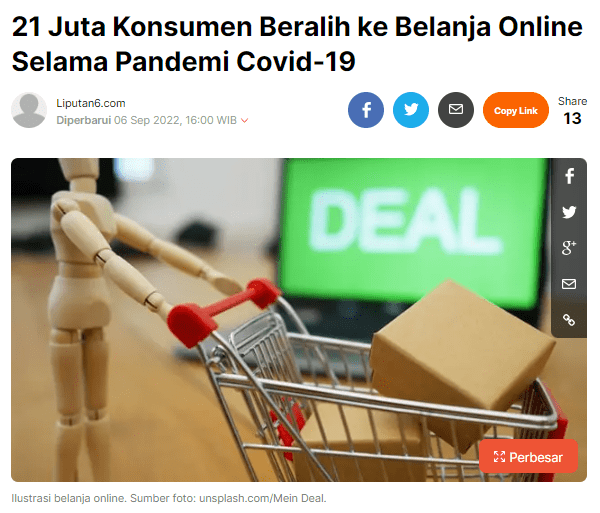 21 Juta Konsumen Beralih ke Belanja Online
Selama Pandemi Covid-19
Liputan6.com
Diperbarui 06 Sep 2022, 16:00 WIB
Copy Link
Share
13
DEAL
Perbesar
Ilustrasi belanja online. Sumber foto: unsplash.com/Mein Deal.